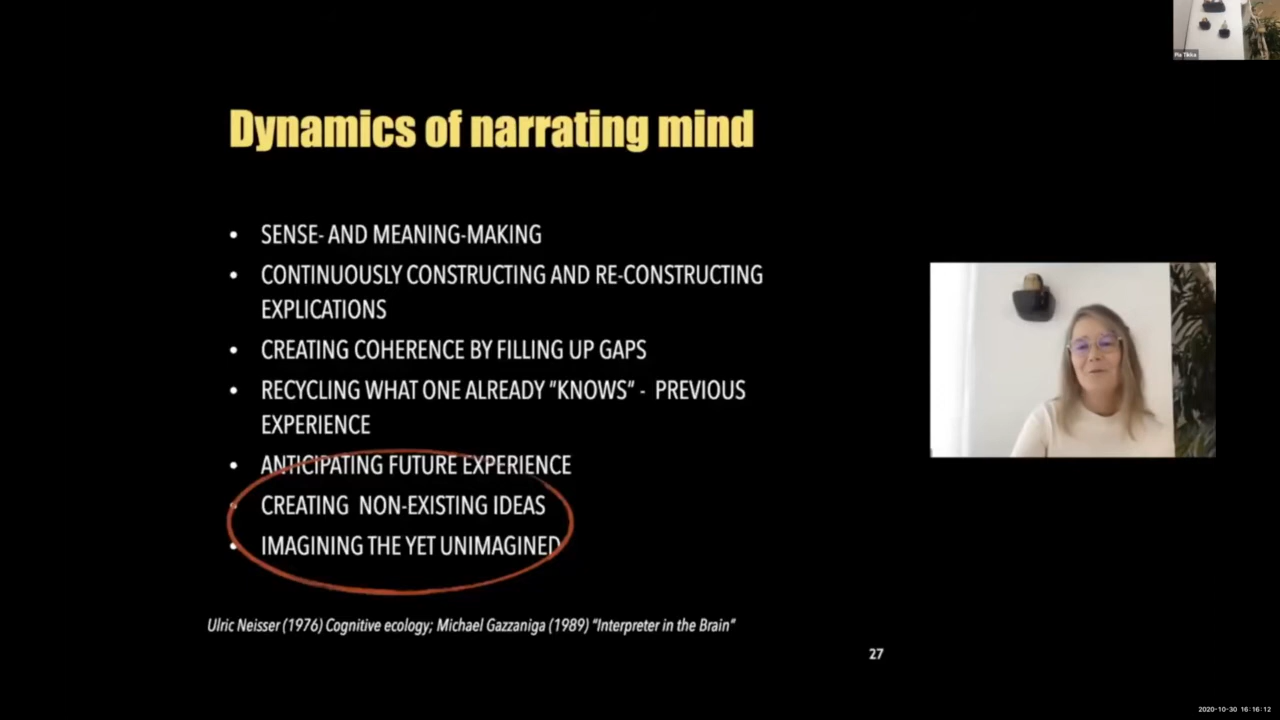 Pia Tikka
Dynamics of narrating mind
• SENSE- AND MEANING-MAKING
• CONTINUOUSLY CONSTRUCTING AND RE-CONSTRUCTING
EXPLICATIONS
• CREATING COHERENCE BY FILLING UP GAPS
• RECYCLING WHAT ONE ALREADY "KNOWS" - PREVIOUS
EXPERIENCE
• ANTICIPATING FUTURE EXPERIENCE
• CREATING NON-EXISTING IDEAS
• IMAGINING THE YET UNIMAGINED
Ulric Neisser (1976) Cognitive ecology; Michael Gazzaniga (1989) "Interpreter in the Brain"
27
2020-10-30 16:16:12